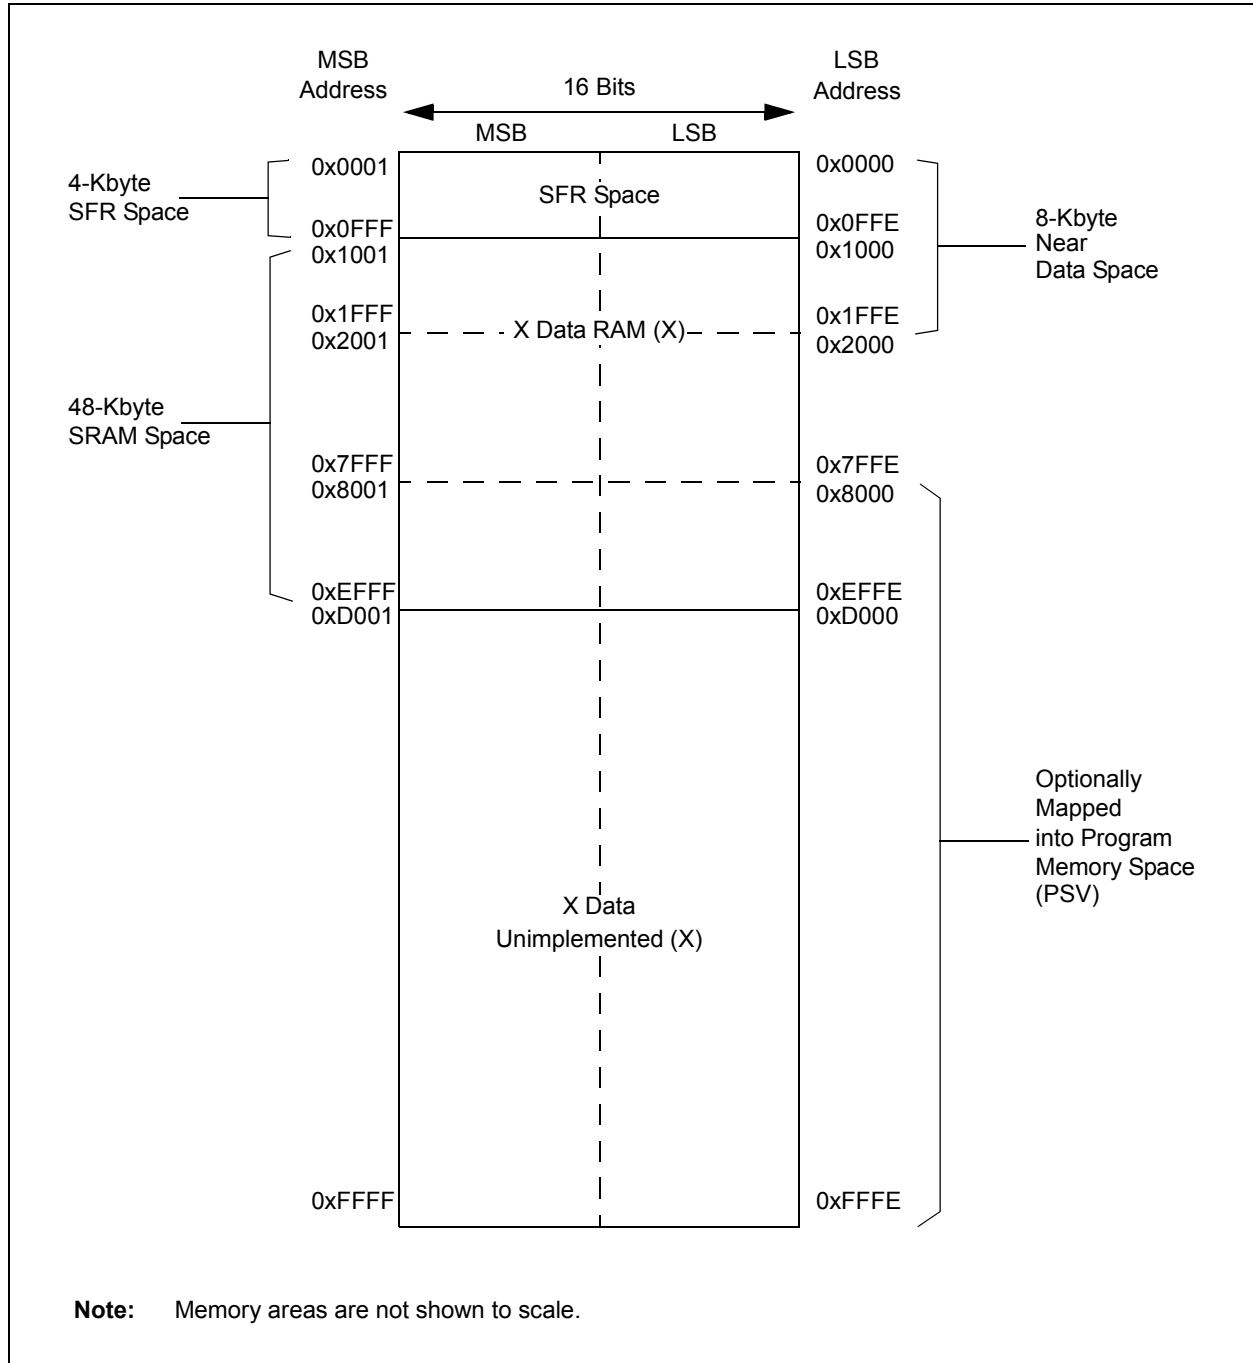 MSB
Address
16 Bits
LSB
Address
MSB
LSB
0x0001
0x0000
4-Kbyte
SFR Space
SFR Space
0x0FFF
0x0FFE
8-Kbyte
Near
Data Space
0x1001
0x1000
0x1FFF
0x1FFE
X Data RAM (X)
0x2001
0x2000
48-Kbyte
SRAM Space
0x7FFF
0x7FFE
0x8001
0x8000
0xEFFF
0xEFFE
0xD001
0xD000
Optionally
Mapped
into Program
Memory Space
(PSV)
X Data
Unimplemented (X)
0xFFFF
0xFFFE
Note: Memory areas are not shown to scale.